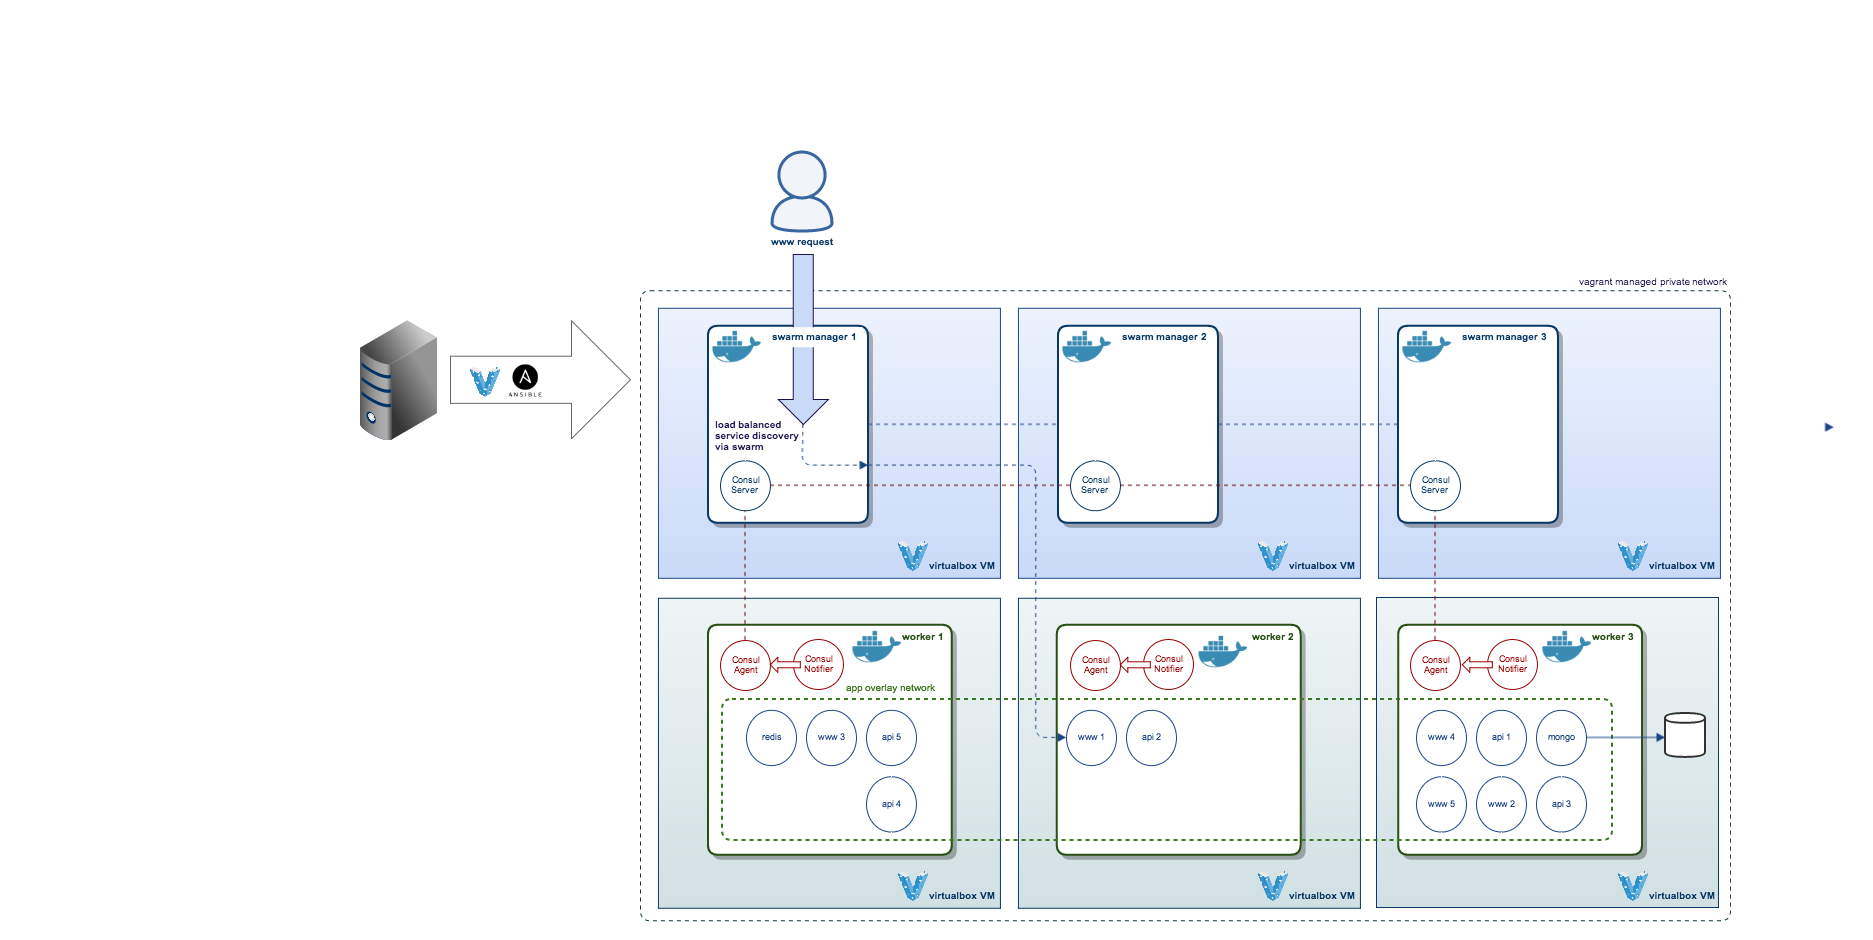 www request
vagrant managed private network
ANSIBLE
swarm manager 1
load balanced
service discovery
via swarm
Consul
Server
virtualbox VM
swarm manager 2
Consul
Server
virtualbox VM
swarm manager 3
Consul
Server
virtualbox VM
worker 1
Consul
Agent
Consul
Notifier
app overlay network
redis
www 3
api 5
api 4
virtualbox VM
worker 2
Consul
Agent
Consul
Notifier
www 1
api 2
virtualbox VM
worker 3
Consul
Agent
Consul
Notifier
www 4
api 1
mongo
www 5
www 2
api 3
virtualbox VM